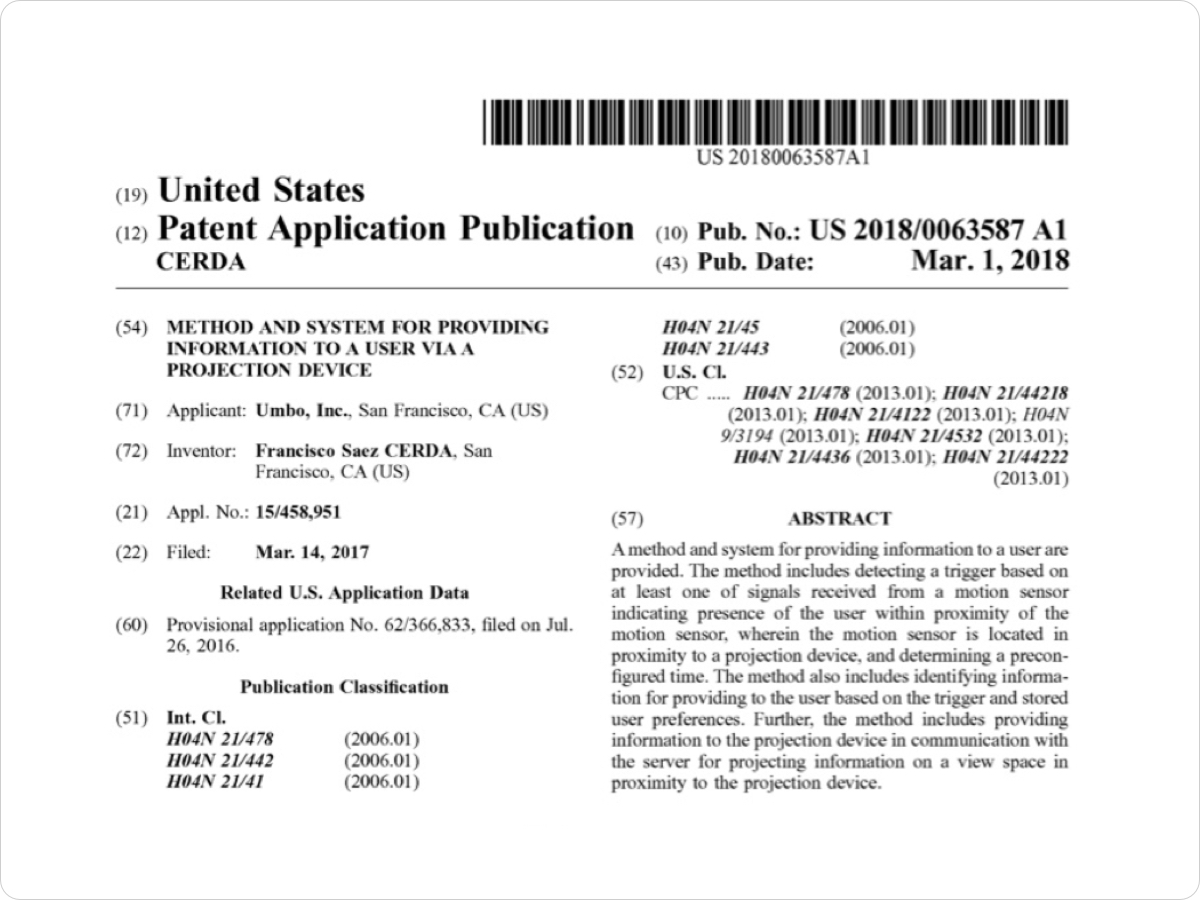 US 20180063587A1
(19) United States
(12) Patent Application Publication
CERDA
(10) Pub. No.: US 2018/0063587 A1
(43) Pub. Date: Mar. 1, 2018
(54) METHOD AND SYSTEM FOR PROVIDING
INFORMATION TO A USER VIA A
PROJECTION DEVICE
(71) Applicant: Umbo, Inc., San Francisco, CA (US)
(72) Inventor: Francisco Saez CERDA, San
Francisco, CA (US)
(21) Appl. No.: 15/458,951
(22) Filed: Mar. 14, 2017
Related U.S. Application Data
(60) Provisional application No. 62/366,833, filed on Jul.
26, 2016.
Publication Classification
(51) Int. Cl.
H04N 21/478 (2006.01)
H04N 21/442 (2006.01)
H04N 21/41 (2006.01)
H04N 21/45 (2006.01)
H04N 21/443 (2006.01)
(52) U.S. Cl.
CPC ..... H04N 21/478 (2013.01); H04N 21/44218
(2013.01); H04N 21/4122 (2013.01); H04N
9/3194 (2013.01); H04N 21/4532 (2013.01);
H04N 21/4436 (2013.01); H04N 21/44222
(2013.01)
(57) ABSTRACT
A method and system for providing information to a user are
provided. The method includes detecting a trigger based on
at least one of signals received from a motion sensor
indicating presence of the user within proximity of the
motion sensor, wherein the motion sensor is located in
proximity to a projection device, and determining a precon-
figured time. The method also includes identifying informa-
tion for providing to the user based on the trigger and stored
user preferences. Further, the method includes providing
information to the projection device in communication with
the server for projecting information on a view space in
proximity to the projection device.